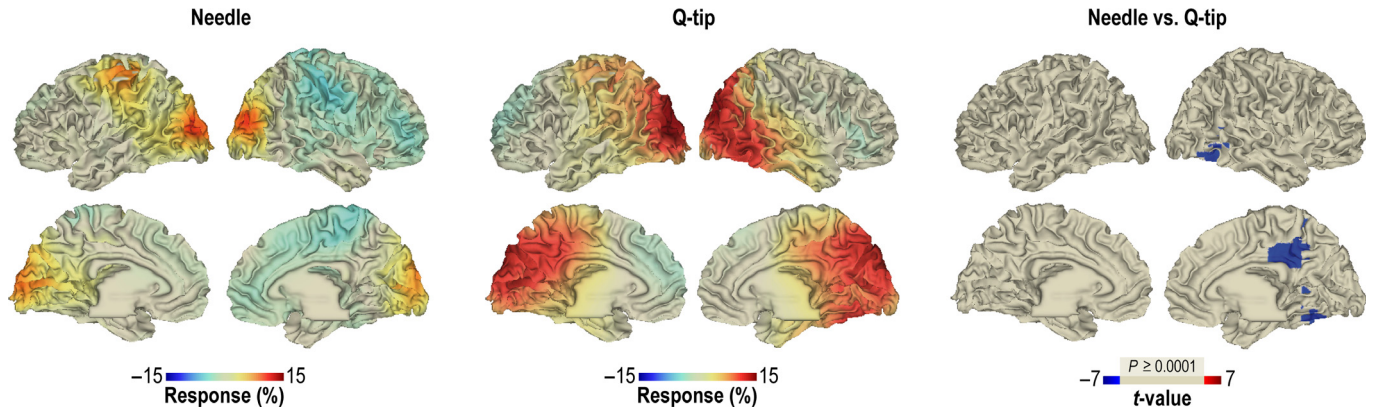 Needle
Q-tip
Needle vs. Q-tip
–15 15
Response (%)
–15 15
Response (%)
P ≥ 0.0001
–7 7
t-value